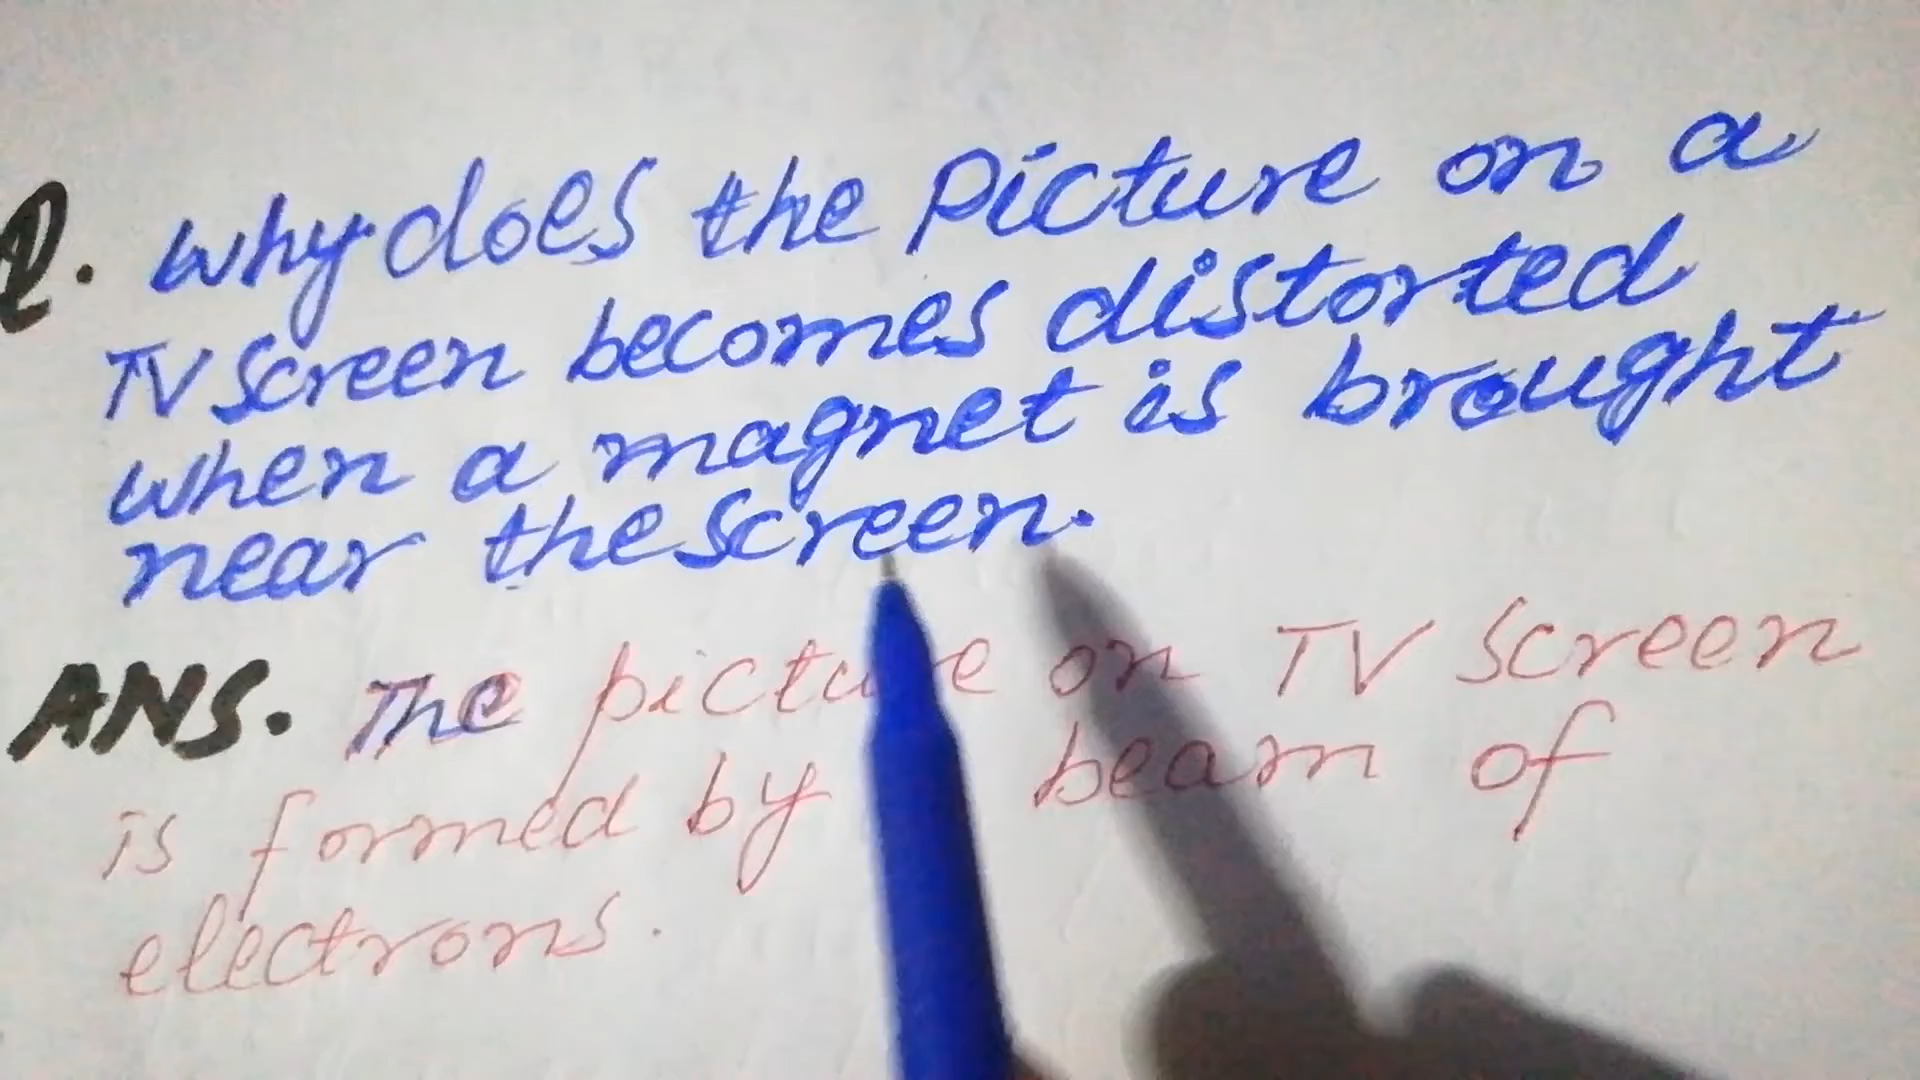 Q. Why does the Picture on a
TV Screen becomes distorted
when a magnet is brought
near the screen.
ANS. The picture on TV Screen
is formed by beam of
electrons.